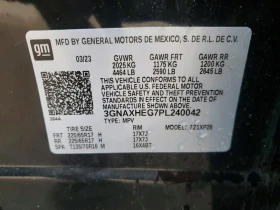 gm
MFD BY GENERAL MOTORS DE MEXICO, S. DE R.L. DE C.V.
03/23 GVWR GAWR FRT GAWR RR
2025 KG 1175 KG 1200 KG
4464 LB 2590 LB 2645 LB
THIS VEHICLE CONFORMS TO ALL
APPLICABLE U.S. FEDERAL MOTOR
VEHICLE SAFETY, BUMPER, AND
THEFT PREVENTION STANDARDS
IN EFFECT ON THE DATE OF
MANUFACTURE SHOWN ABOVE.
3GNAXHEG7PL240042
TYPE: MPV
TIRE SIZE RIM MODEL:
FRT 225/65R17 H 17X7J
RR 225/65R17 H 17X7J
SPA 16X4BT